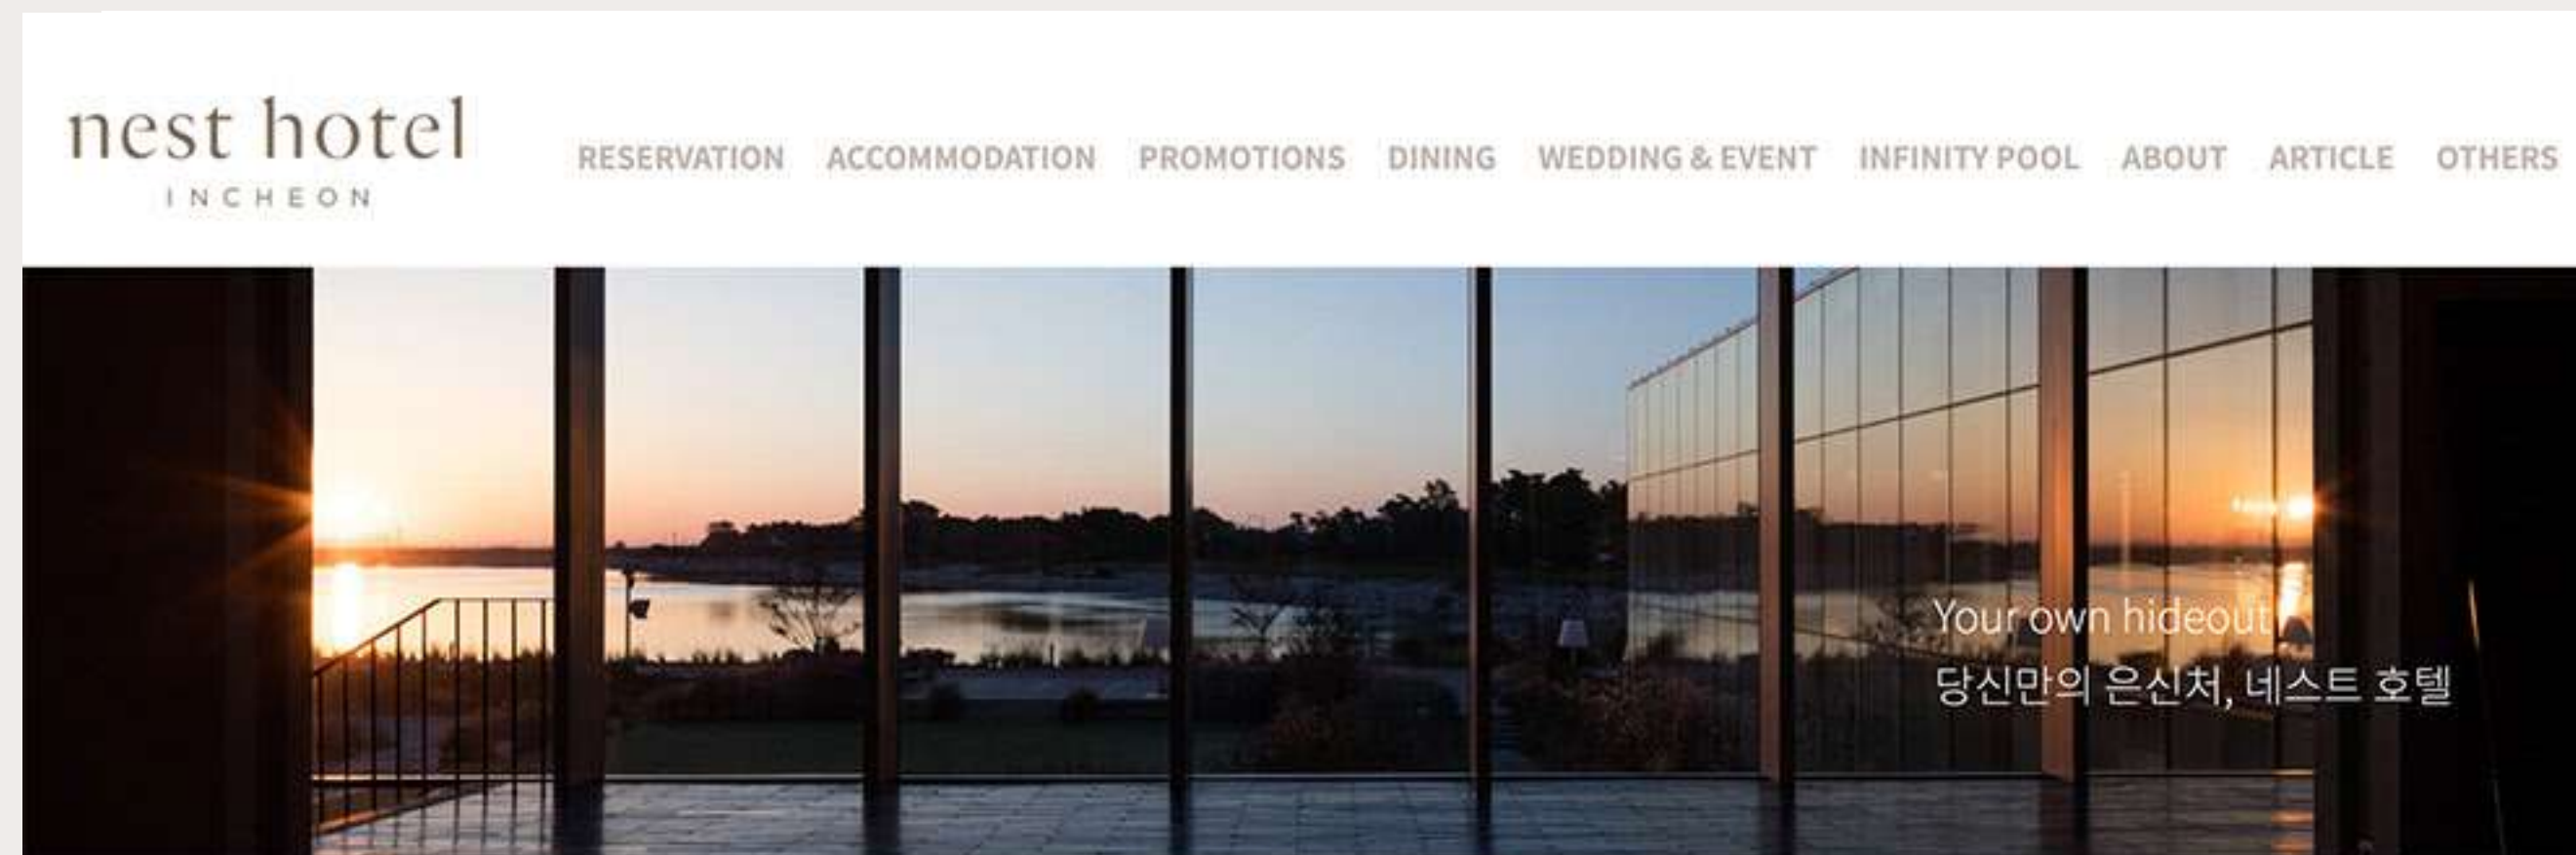 nest hotel
INCHEON
RESERVATION ACCOMMODATION PROMOTIONS DINING WEDDING & EVENT INFINITY POOL ABOUT ARTICLE OTHERS
Your own hideout
당신만의 은신처, 네스트 호텔